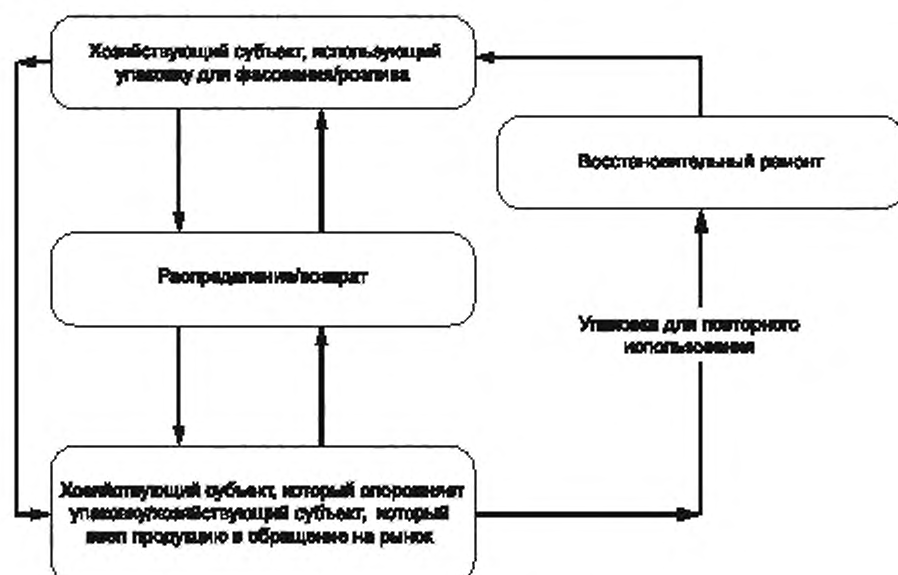 Хозяйствующий субъект, использующий
упаковку для фасования/розлива
Восстановительный ремонт
Распределение/возврат
Упаковка для повторного
использования
Хозяйствующий субъект, который опорожняет
упаковку/хозяйствующий субъект, который
ввел продукцию в обращение на рынок